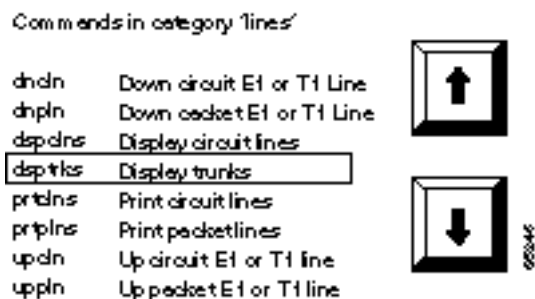 Commands in category 'lines'
dncln Down circuit E1 or T1 Line
dnpln Down packet E1 or T1 Line
dspclns Display circuit lines
dsptrks Display trunks
prtclns Print circuit lines
prtplns Print packet lines
upcln Up circuit E1 or T1 line
uppln Up packet E1 or T1 line